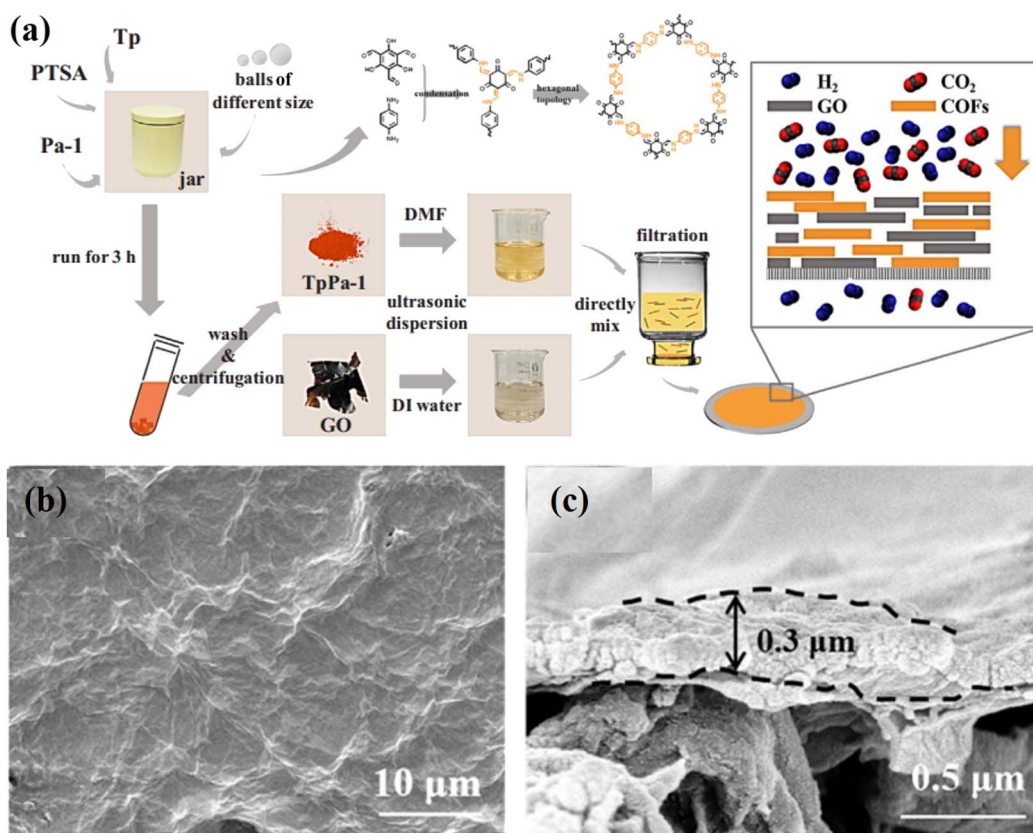 (a)
Tp
PTSA
Pa-1
balls of
different size
jar
condensation
hexagonal
topology
H2
CO2
GO
COFs
run for 3 h
wash
&
centrifugation
TpPa-1
DMF
ultrasonic
dispersion
GO
DI water
directly
mix
filtration
(b)
10 μm
(c)
0.3 μm
0.5 μm